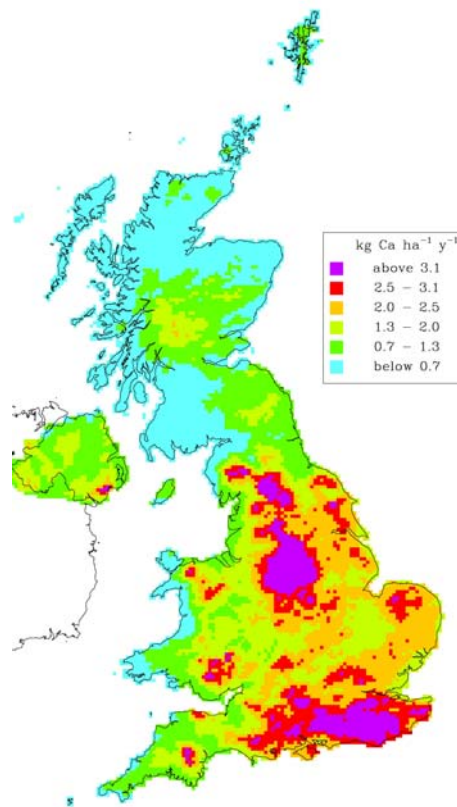 kg Ca ha⁻¹ y⁻¹
above 3.1
2.5 – 3.1
2.0 – 2.5
1.3 – 2.0
0.7 – 1.3
below 0.7